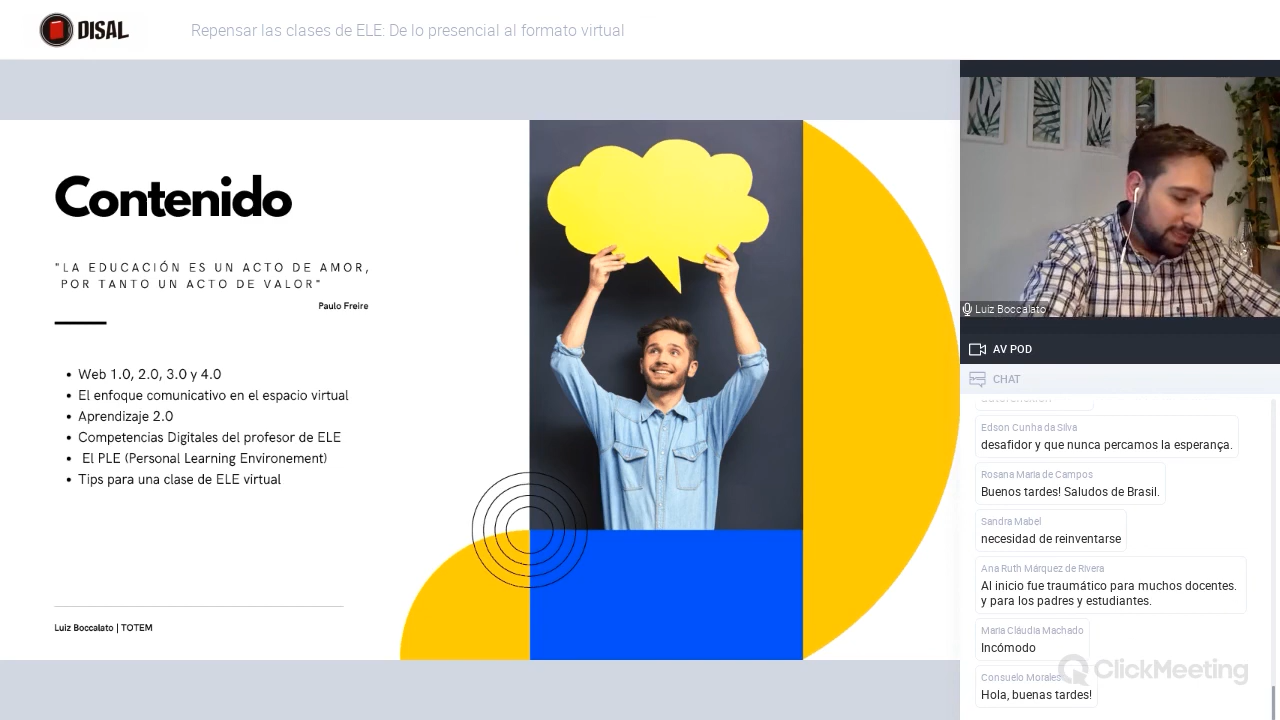 DISAL
Repensar las clases de ELE: De lo presencial al formato virtual
Contenido
"LA EDUCACIÓN ES UN ACTO DE AMOR,
POR TANTO UN ACTO DE VALOR"
Paulo Freire
• Web 1.0, 2.0, 3.0 y 4.0
• El enfoque comunicativo en el espacio virtual
• Aprendizaje 2.0
• Competencias Digitales del profesor de ELE
• El PLE (Personal Learning Environement)
• Tips para una clase de ELE virtual
Luiz Boccalato | TOTEM
Luiz Boccalato
AV POD
CHAT
Edson Cunha da Silva
desafidor y que nunca percamos la esperança.
Rosana Maria de Campos
Buenos tardes! Saludos de Brasil.
Sandra Mabel
necesidad de reinventarse
Ana Ruth Márquez de Rivera
Al inicio fue traumático para muchos docentes.
y para los padres y estudiantes.
Maria Cláudia Machado
Incómodo
Consuelo Morales
Hola, buenas tardes!
ClickMeeting